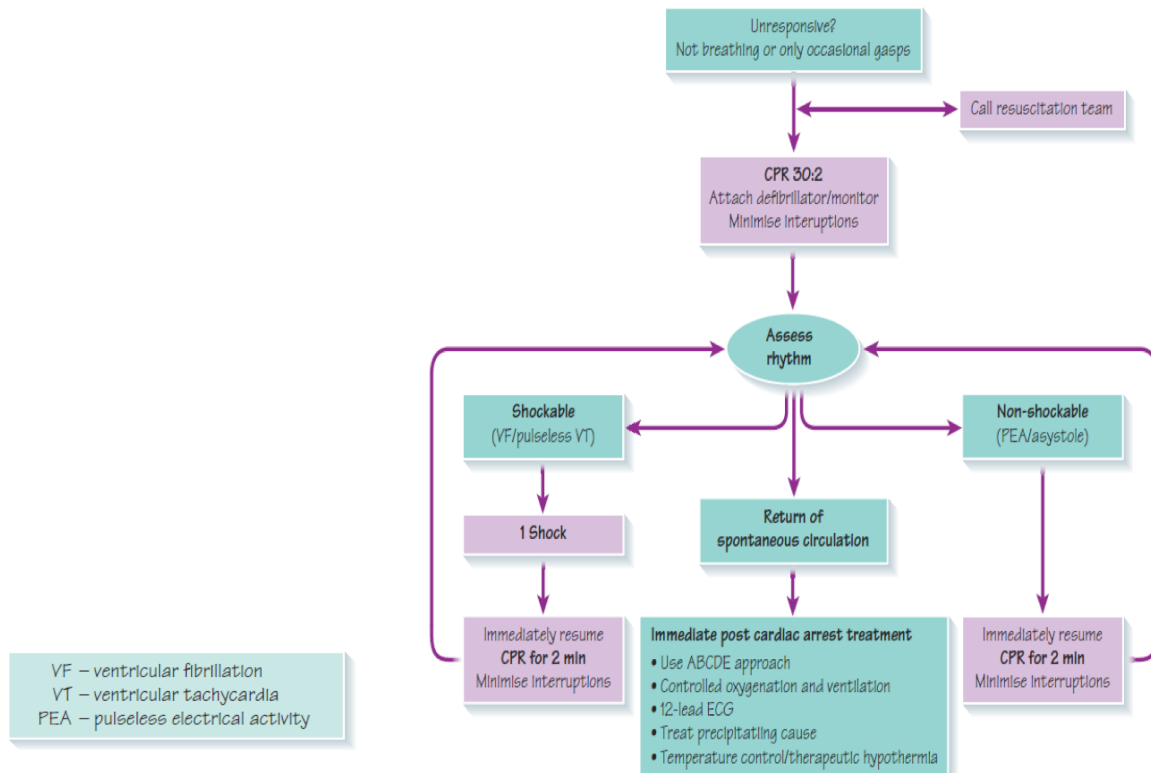 Unresponsive?
Not breathing or only occasional gasps
Call resuscitation team
CPR 30:2
Attach defibrillator/monitor
Minimise interuptions
Assess
rhythm
Shockable
(VF/pulseless VT)
Non-shockable
(PEA/asystole)
1 Shock
Return of
spontaneous circulation
Immediately resume
CPR for 2 min
Minimise interruptions
Immediate post cardiac arrest treatment
• Use ABCDE approach
• Controlled oxygenation and ventilation
• 12-lead ECG
• Treat precipitating cause
• Temperature control/therapeutic hypothermia
Immediately resume
CPR for 2 min
Minimise interruptions
VF – ventricular fibrillation
VT – ventricular tachycardia
PEA – pulseless electrical activity